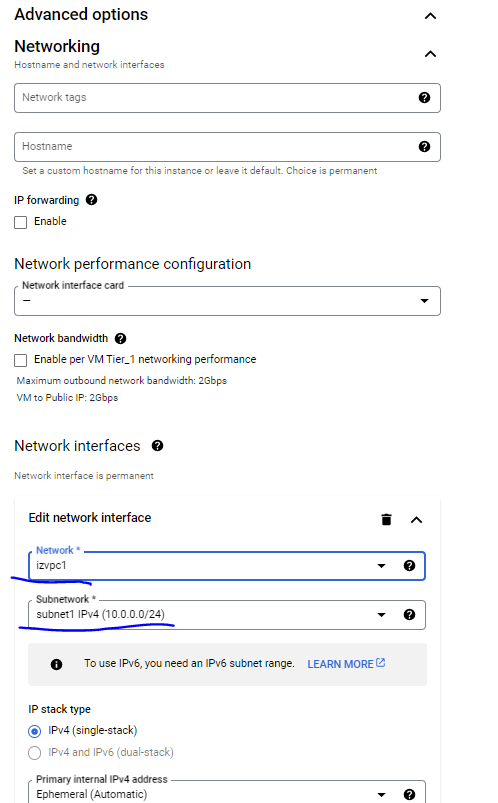 Advanced options
Networking
Hostname and network interfaces
Network tags
Hostname
Set a custom hostname for this instance or leave it default. Choice is permanent
IP forwarding
Enable
Network performance configuration
Network interface card
—
Network bandwidth
Enable per VM Tier_1 networking performance
Maximum outbound network bandwidth: 2Gbps
VM to Public IP: 2Gbps
Network interfaces
Network interface is permanent
Edit network interface
Network *
izvpc1
Subnetwork *
subnet1 IPv4 (10.0.0.0/24)
To use IPv6, you need an IPv6 subnet range. LEARN MORE
IP stack type
IPv4 (single-stack)
IPv4 and IPv6 (dual-stack)
Primary internal IPv4 address
Ephemeral (Automatic)